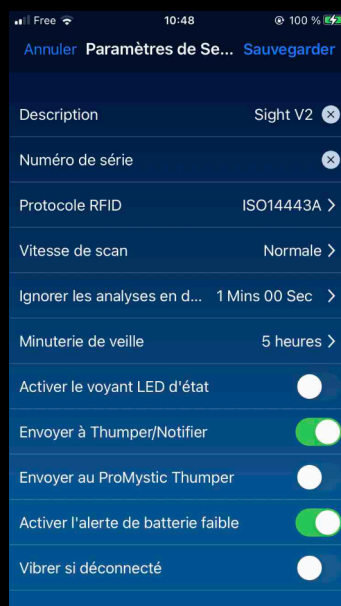 Free 10:48 100 %
Annuler Paramètres de Se... Sauvegarder
Description Sight V2
Numéro de série
Protocole RFID ISO14443A
Vitesse de scan Normale
Ignorer les analyses en d... 1 Mins 00 Sec
Minuterie de veille 5 heures
Activer le voyant LED d'état
Envoyer à Thumper/Notifier
Envoyer au ProMystic Thumper
Activer l'alerte de batterie faible
Vibrer si déconnecté